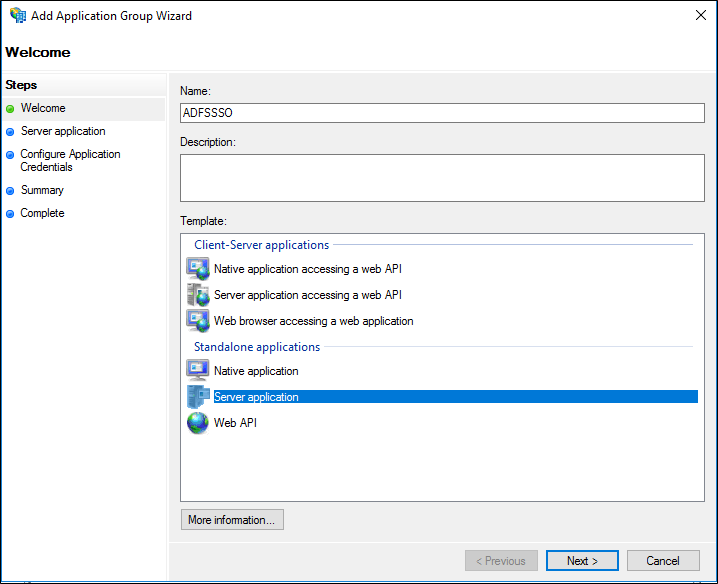 Add Application Group Wizard
Welcome
Steps
Welcome
Server application
Configure Application
Credentials
Summary
Complete
Name:
ADFSSSO
Description:
Template:
Client-Server applications
Native application accessing a web API
Server application accessing a web API
Web browser accessing a web application
Standalone applications
Native application
Server application
Web API
More information...
< Previous
Next >
Cancel